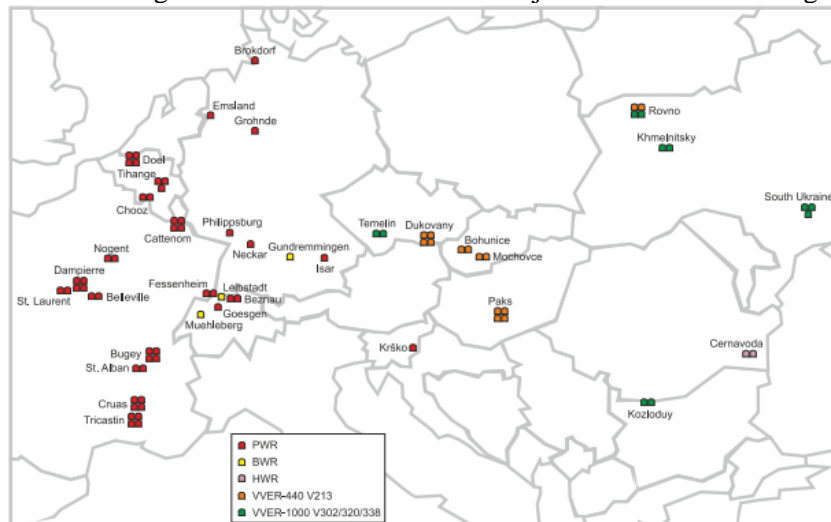 Brokdorf
Emsland
Grohnde
Rovno
Khmelnitsky
Doel
Tihange
South Ukraine
Chooz
Philippsburg
Temelin
Dukovany
Cattenom
Bohunice
Neckar
Gundremmingen
Mochovce
Nogent
Isar
Dampierre
Fessenheim
Leibstadt
Beznau
St. Laurent
Belleville
Goesgen
Paks
Muehleberg
Krško
Cernavoda
Bugey
St. Alban
Cruas
Kozloduy
Tricastin
PWR
BWR
HWR
VVER-440 V213
VVER-1000 V302/320/338